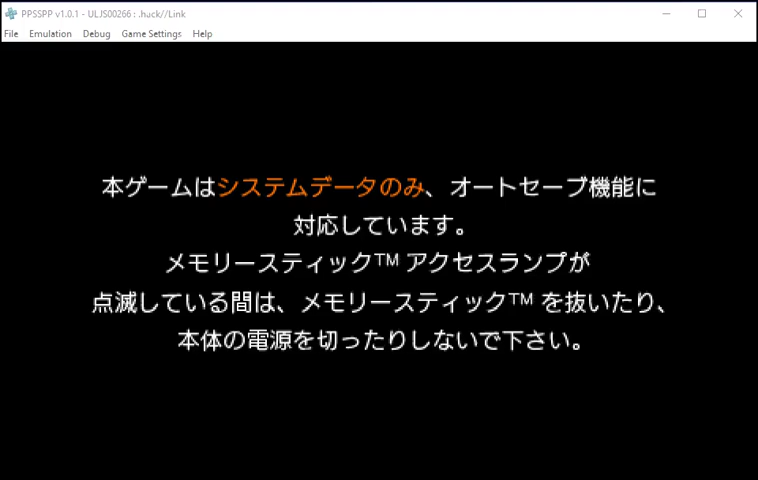 PPSSPP v1.0.1 - ULJS00266 : .hack//Link
File Emulation Debug Game Settings Help
本ゲームはシステムデータのみ、オートセーブ機能に
対応しています。
メモリースティック™ アクセスランプが
点滅している間は、メモリースティック™ を抜いたり、
本体の電源を切ったりしないで下さい。